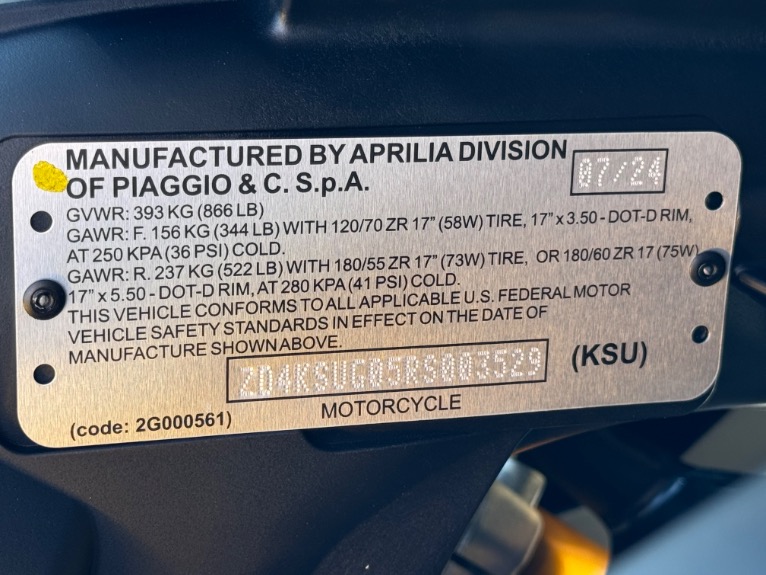 MANUFACTURED BY APRILIA DIVISION
OF PIAGGIO & C. S.p.A.
07/24
GVWR: 393 KG (866 LB)
GAWR: F. 156 KG (344 LB) WITH 120/70 ZR 17" (58W) TIRE, 17" x 3.50 - DOT-D RIM,
AT 250 KPA (36 PSI) COLD.
GAWR: R. 237 KG (522 LB) WITH 180/55 ZR 17" (73W) TIRE, OR 180/60 ZR 17 (75W)
17" x 5.50 - DOT-D RIM, AT 280 KPA (41 PSI) COLD.
THIS VEHICLE CONFORMS TO ALL APPLICABLE U.S. FEDERAL MOTOR
VEHICLE SAFETY STANDARDS IN EFFECT ON THE DATE OF
MANUFACTURE SHOWN ABOVE.
ZD4KSUG05RS003529
(KSU)
MOTORCYCLE
(code: 2G000561)